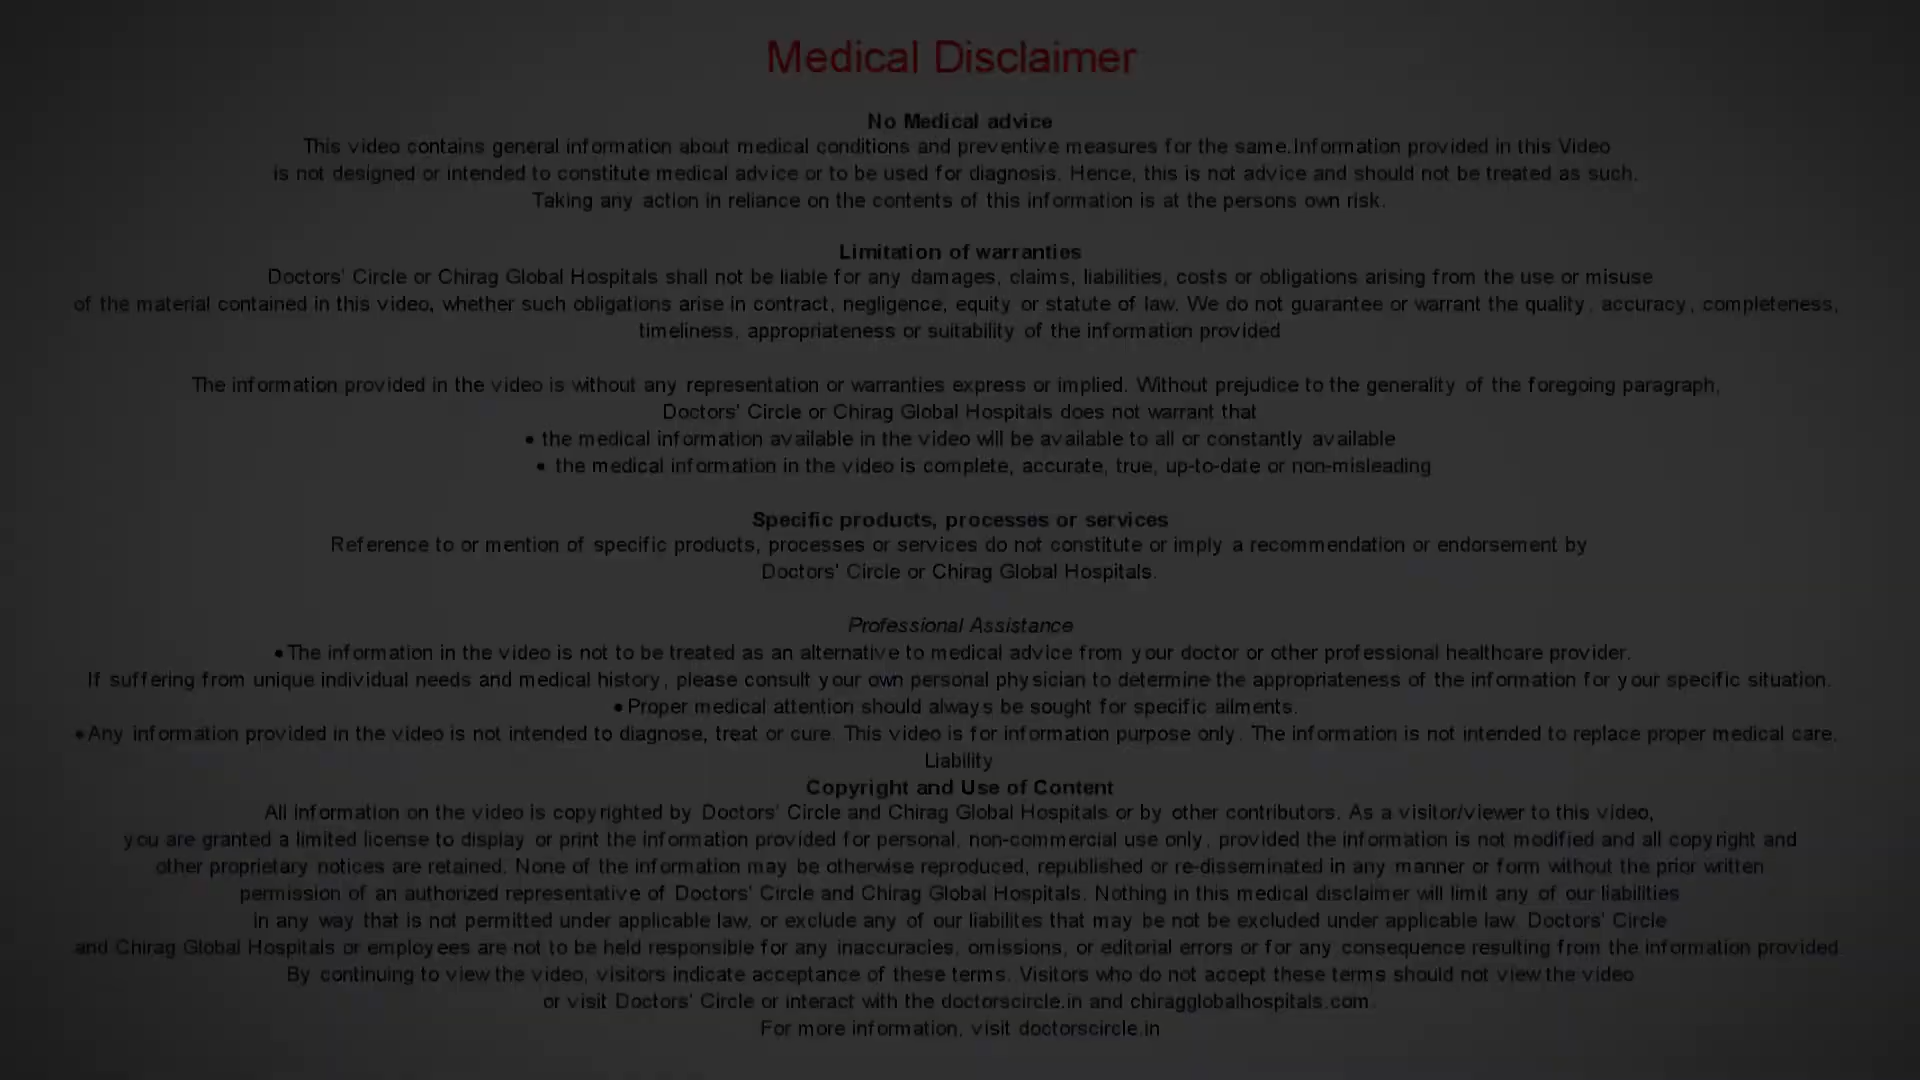 Medical Disclaimer
No Medical advice
This video contains general information about medical conditions and preventive measures for the same.Information provided in this Video
is not designed or intended to constitute medical advice or to be used for diagnosis. Hence, this is not advice and should not be treated as such.
Taking any action in reliance on the contents of this information is at the persons own risk.
Limitation of warranties
Doctors' Circle or Chirag Global Hospitals shall not be liable for any damages, claims, liabilities, costs or obligations arising from the use or misuse
of the material contained in this video, whether such obligations arise in contract, negligence, equity or statute of law. We do not guarantee or warrant the quality, accuracy, completeness,
timeliness, appropriateness or suitability of the information provided
The information provided in the video is without any representation or warranties express or implied. Without prejudice to the generality of the foregoing paragraph,
Doctors' Circle or Chirag Global Hospitals does not warrant that
• the medical information available in the video will be available to all or constantly available
• the medical information in the video is complete, accurate, true, up-to-date or non-misleading
Specific products, processes or services
Reference to or mention of specific products, processes or services do not constitute or imply a recommendation or endorsement by
Doctors' Circle or Chirag Global Hospitals.
Professional Assistance
•The information in the video is not to be treated as an alternative to medical advice from your doctor or other professional healthcare provider.
If suffering from unique individual needs and medical history, please consult your own personal physician to determine the appropriateness of the information for your specific situation.
•Proper medical attention should always be sought for specific ailments.
•Any information provided in the video is not intended to diagnose, treat or cure. This video is for information purpose only. The information is not intended to replace proper medical care.
Liability
Copyright and Use of Content
All information on the video is copyrighted by Doctors' Circle and Chirag Global Hospitals or by other contributors. As a visitor/viewer to this video,
you are granted a limited license to display or print the information provided for personal, non-commercial use only, provided the information is not modified and all copyright and
other proprietary notices are retained. None of the information may be otherwise reproduced, republished or re-disseminated in any manner or form without the prior written
permission of an authorized representative of Doctors' Circle and Chirag Global Hospitals. Nothing in this medical disclaimer will limit any of our liabilities
in any way that is not permitted under applicable law, or exclude any of our liabilites that may be not be excluded under applicable law. Doctors' Circle
and Chirag Global Hospitals or employees are not to be held responsible for any inaccuracies, omissions, or editorial errors or for any consequence resulting from the information provided
By continuing to view the video, visitors indicate acceptance of these terms. Visitors who do not accept these terms should not view the video
or visit Doctors' Circle or interact with the doctorscircle.in and chiragglobalhospitals.com.
For more information, visit doctorscircle.in